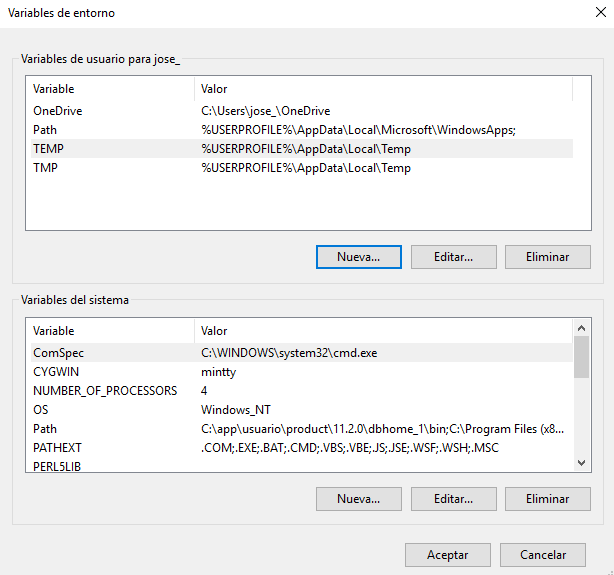 Variables de entorno
Variables de usuario para jose_
Variable Valor
OneDrive C:\Users\jose_\OneDrive
Path %USERPROFILE%\AppData\Local\Microsoft\WindowsApps;
TEMP %USERPROFILE%\AppData\Local\Temp
TMP %USERPROFILE%\AppData\Local\Temp
Nueva... Editar... Eliminar
Variables del sistema
Variable Valor
ComSpec C:\WINDOWS\system32\cmd.exe
CYGWIN mintty
NUMBER_OF_PROCESSORS 4
OS Windows_NT
Path C:\app\usuario\product\11.2.0\dbhome_1\bin;C:\Program Files (x8...
PATHEXT .COM;.EXE;.BAT;.CMD;.VBS;.VBE;.JS;.JSE;.WSF;.WSH;.MSC
PERL5LIB
Nueva... Editar... Eliminar
Aceptar Cancelar